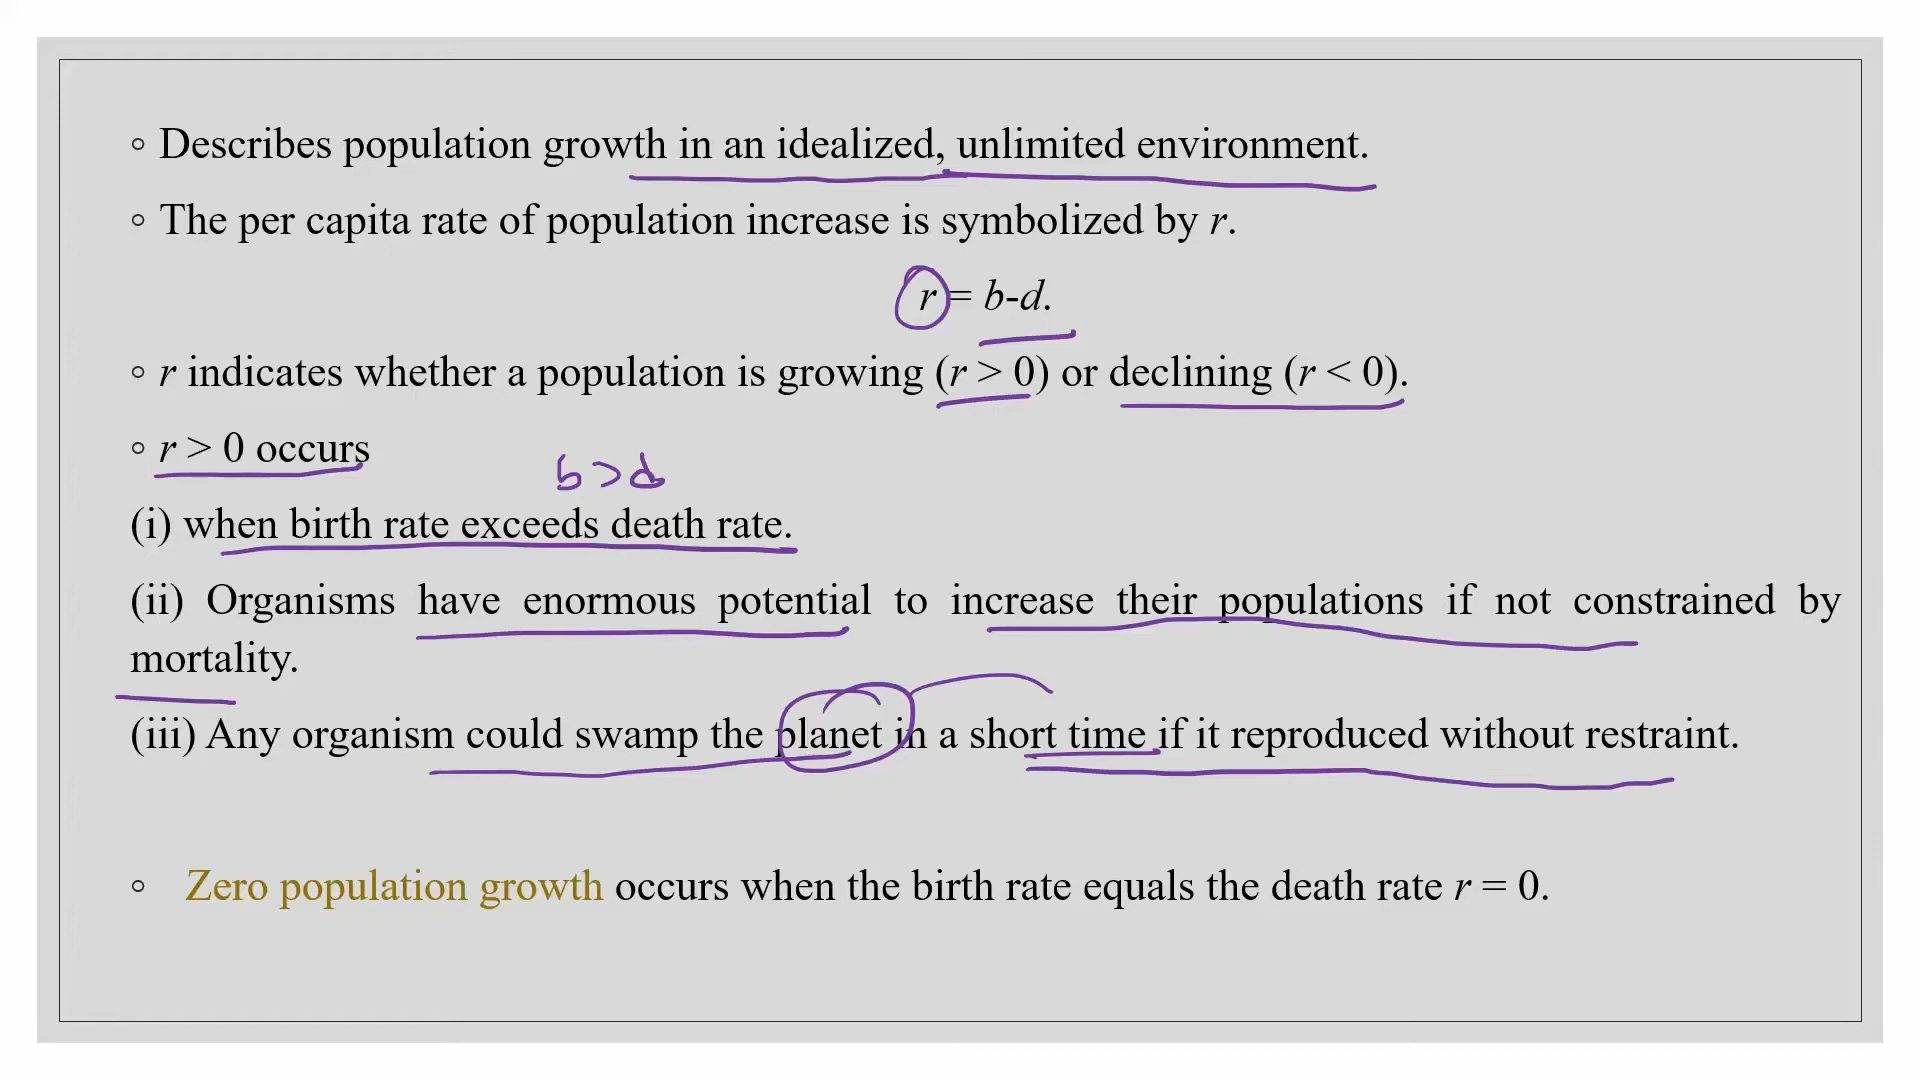 ◦ Describes population growth in an idealized, unlimited environment.
◦ The per capita rate of population increase is symbolized by r.
r = b-d.
◦ r indicates whether a population is growing (r > 0) or declining (r < 0).
◦ r > 0 occurs
b > d
(i) when birth rate exceeds death rate.
(ii) Organisms have enormous potential to increase their populations if not constrained by
mortality.
(iii) Any organism could swamp the planet in a short time if it reproduced without restraint.
◦ Zero population growth occurs when the birth rate equals the death rate r = 0.